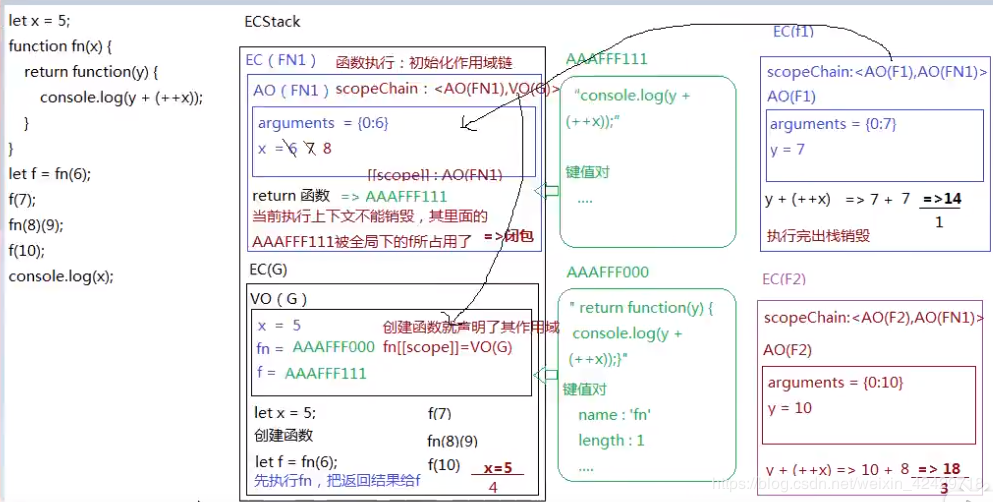 let x = 5;
function fn(x) {
return function(y) {
console.log(y + (++x));
}
}
let f = fn(6);
f(7);
fn(8)(9);
f(10);
console.log(x);
ECStack
EC（FN1） 函数执行：初始化作用域链
AO（FN1） scopeChain：<AO(FN1),VO(G)>
arguments = {0:6}
x = 6 7 8
[[scope]] : AO(FN1)
return 函数 => AAAFFF111
当前执行上下文不能销毁，其里面的
AAAFFF111被全局下的f所占用了 =>闭包
EC(G)
VO（G）
x = 5
创建函数就声明了其作用域
fn = AAAFFF000 fn[[scope]]=VO(G)
f = AAAFFF111
let x = 5; f(7)
创建函数 fn(8)(9)
let f = fn(6); f(10) x=5
先执行fn，把返回结果给f 4
AAAFFF111
"console.log(y +
(++x));"
键值对
....
AAAFFF000
" return function(y) {
console.log(y +
(++x));}"
键值对
name : 'fn'
length : 1
....
EC(f1)
scopeChain:<AO(F1),AO(FN1)>
AO(F1)
arguments = {0:7}
y = 7
y + (++x) => 7 + 7 =>14
1
执行完出栈销毁
EC(F2)
scopeChain:<AO(F2),AO(FN1)>
AO(F2)
arguments = {0:10}
y = 10
y + (++x) => 10 + 8 => 18
3